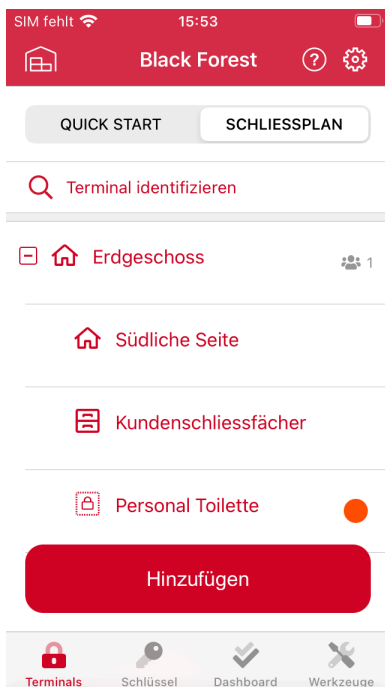 SIM fehlt 15:53
Black Forest ?
QUICK START SCHLIESSPLAN
Terminal identifizieren
Erdgeschoss 1
Südliche Seite
Kundenschliessfächer
Personal Toilette
Hinzufügen
Terminals Schlüssel Dashboard Werkzeuge